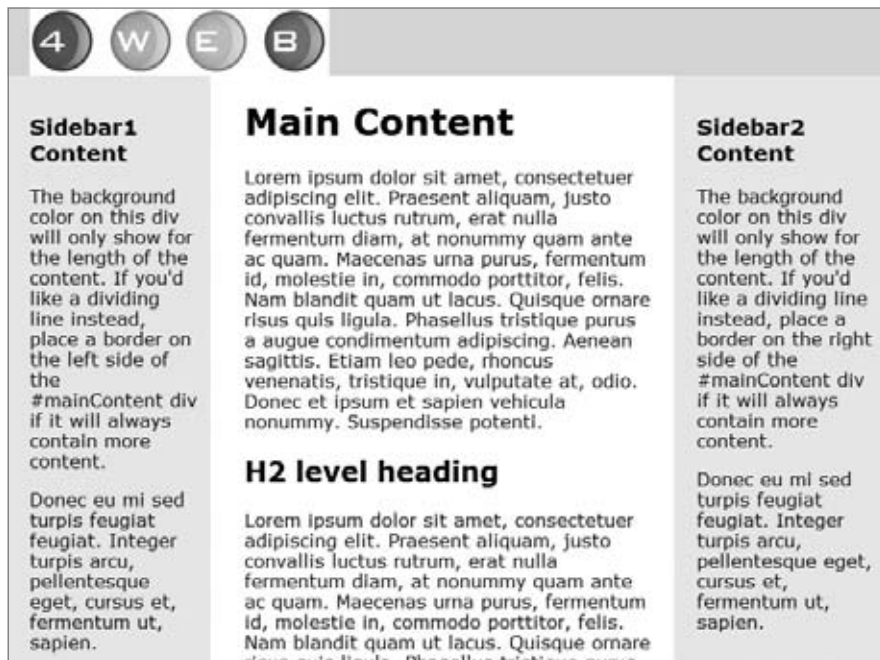 4 W E B
Sidebar1
Content
The background
color on this div
will only show for
the length of the
content. If you'd
like a dividing
line instead,
place a border on
the left side of
the
#mainContent div
if it will always
contain more
content.
Donec eu mi sed
turpis feugiat
feugiat. Integer
turpis arcu,
pellentesque
eget, cursus et,
fermentum ut,
sapien.
Main Content
Lorem ipsum dolor sit amet, consectetuer
adipiscing elit. Praesent aliquam, justo
convallis luctus rutrum, erat nulla
fermentum diam, at nonummy quam ante
ac quam. Maecenas urna purus, fermentum
id, molestie in, commodo porttitor, felis.
Nam blandit quam ut lacus. Quisque ornare
risus quis ligula. Phasellus tristique purus
a augue condimentum adipiscing. Aenean
sagittis. Etiam leo pede, rhoncus
venenatis, tristique in, vulputate at, odio.
Donec et ipsum et sapien vehicula
nonummy. Suspendisse potenti.
H2 level heading
Lorem ipsum dolor sit amet, consectetuer
adipiscing elit. Praesent aliquam, justo
convallis luctus rutrum, erat nulla
fermentum diam, at nonummy quam ante
ac quam. Maecenas urna purus, fermentum
id, molestie in, commodo porttitor, felis.
Nam blandit quam ut lacus. Quisque ornare
Sidebar2
Content
The background
color on this div
will only show for
the length of the
content. If you'd
like a dividing line
instead, place a
border on the right
side of the
#mainContent div
if it will always
contain more
content.
Donec eu mi sed
turpis feugiat
feugiat. Integer
turpis arcu,
pellentesque eget,
cursus et,
fermentum ut,
sapien.